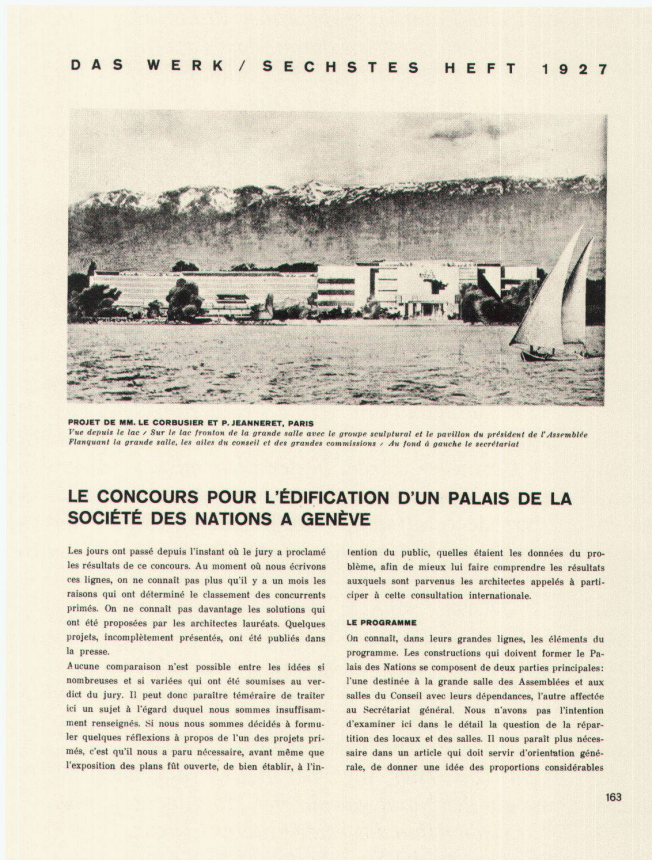 DAS WERK / SECHSTES HEFT 1927
PROJET DE MM. LE CORBUSIER ET P. JEANNERET, PARIS
Vue depuis le lac / Sur le lac fronton de la grande salle avec le groupe sculptural et le pavillon du président de l'Assemblée
Flanquant la grande salle, les ailes du conseil et des grandes commissions / Au fond à gauche le secrétariat
LE CONCOURS POUR L'ÉDIFICATION D'UN PALAIS DE LA
SOCIÉTÉ DES NATIONS A GENÈVE
Les jours ont passé depuis l'instant où le jury a proclamé
les résultats de ce concours. Au moment où nous écrivons
ces lignes, on ne connaît pas plus qu'il y a un mois les
raisons qui ont déterminé le classement des concurrents
primés. On ne connaît pas davantage les solutions qui
ont été proposées par les architectes lauréats. Quelques
projets, incomplètement présentés, ont été publiés dans
la presse.
Aucune comparaison n'est possible entre les idées si
nombreuses et si variées qui ont été soumises au ver-
dict du jury. Il peut donc paraître téméraire de traiter
ici un sujet à l'égard duquel nous sommes insuffisam-
ment renseignés. Si nous nous sommes décidés à formu-
ler quelques réflexions à propos de l'un des projets pri-
més, c'est qu'il nous a paru nécessaire, avant même que
l'exposition des plans fût ouverte, de bien établir, à l'in-
tention du public, quelles étaient les données du pro-
blème, afin de mieux lui faire comprendre les résultats
auxquels sont parvenus les architectes appelés à parti-
ciper à cette consultation internationale.
LE PROGRAMME
On connaît, dans leurs grandes lignes, les éléments du
programme. Les constructions qui doivent former le Pa-
lais des Nations se composent de deux parties principales:
l'une destinée à la grande salle des Assemblées et aux
salles du Conseil avec leurs dépendances, l'autre affectée
au Secrétariat général. Nous n'avons pas l'intention
d'examiner ici dans le détail la question de la répar-
tition des locaux et des salles. Il nous paraît plus néces-
saire dans un article qui doit servir d'orientation géné-
rale, de donner une idée des proportions considérables
163